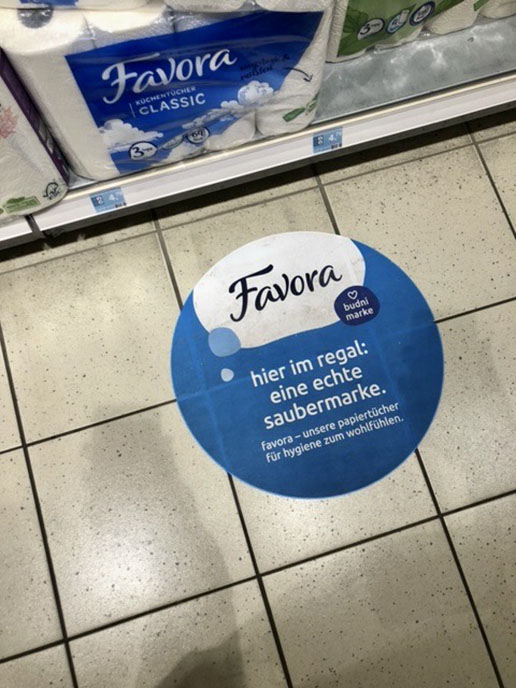 Favora
KÜCHENTÜCHER
CLASSIC
3
Favora
budni
marke
hier im regal:
eine echte
saubermarke.
favora – unsere papiertücher
für hygiene zum wohlfühlen.